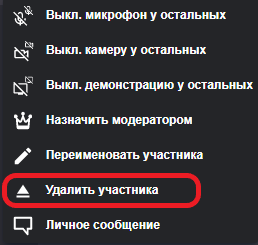 Выкл. микрофон у остальных
Выкл. камеру у остальных
Выкл. демонстрацию у остальных
Назначить модератором
Переименовать участника
Удалить участника
Личное сообщение